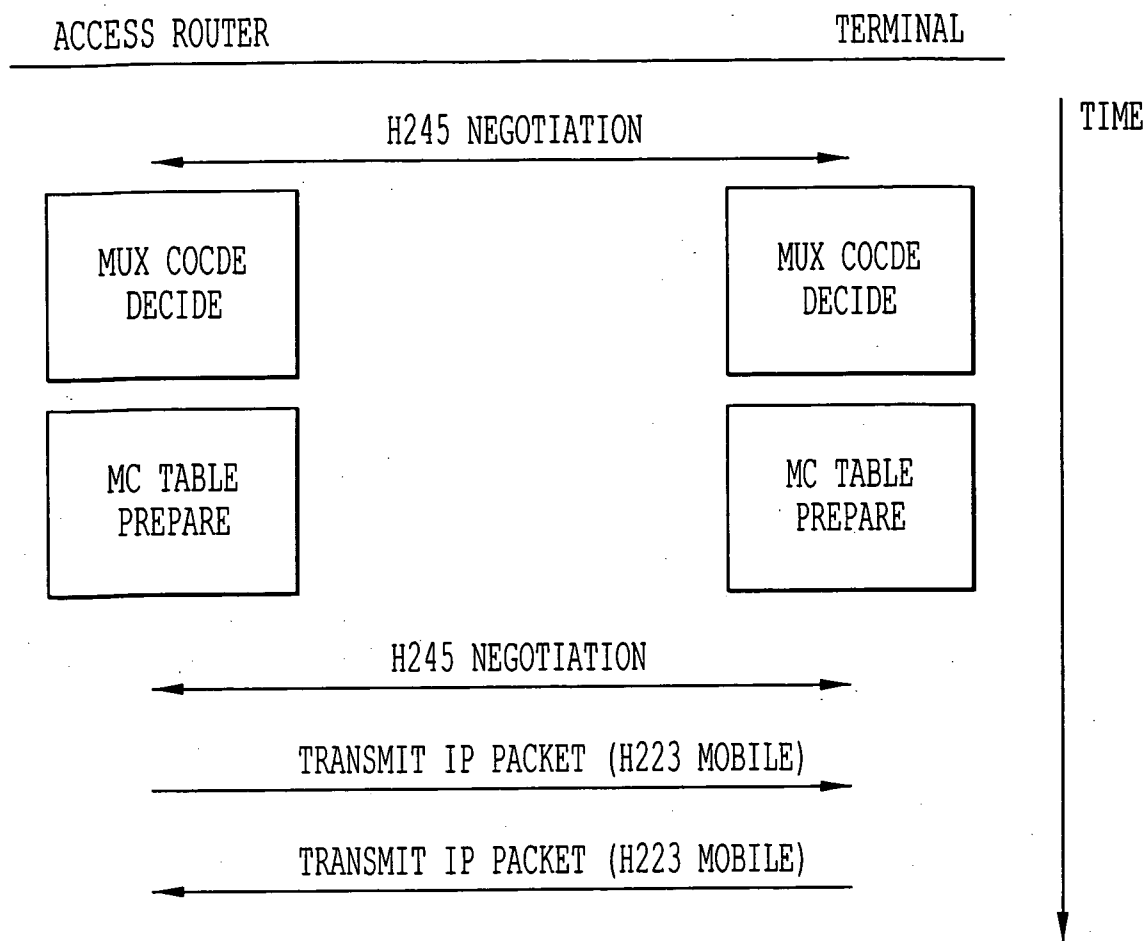 ACCESS ROUTER
TERMINAL
TIME
H245 NEGOTIATION
MUX COCDE
DECIDE
MUX COCDE
DECIDE
MC TABLE
PREPARE
MC TABLE
PREPARE
H245 NEGOTIATION
TRANSMIT IP PACKET (H223 MOBILE)
TRANSMIT IP PACKET (H223 MOBILE)